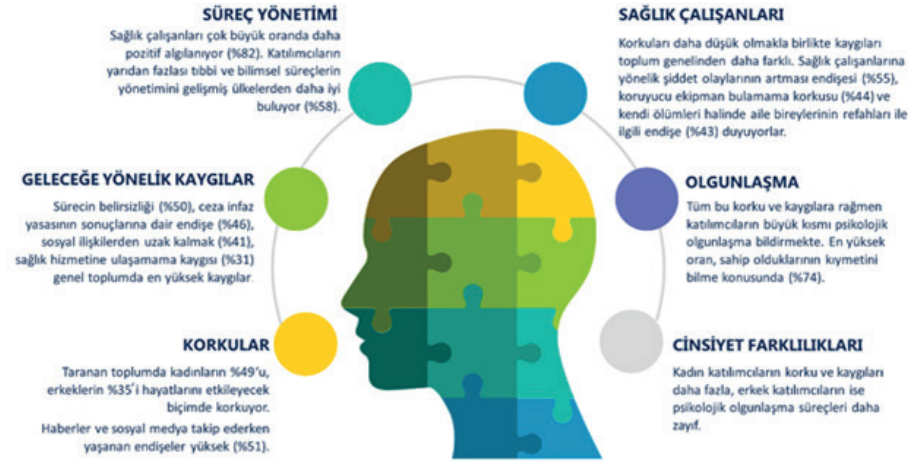 SÜREÇ YÖNETİMİ
Sağlık çalışanları çok büyük oranda daha
pozitif algılanıyor (%82). Katılımcıların
yarıdan fazlası tıbbi ve bilimsel süreçlerin
yönetimini gelişmiş ülkelerden daha iyi
buluyor (%58).
GELECEĞE YÖNELİK KAYGILAR
Sürecin belirsizliği (%50), ceza infaz
yasasının sonuçlarına dair endişe (%46),
sosyal ilişkilerden uzak kalmak (%41),
sağlık hizmetine ulaşamama kaygısı (%31)
genel toplumda en yüksek kaygılar
KORKULAR
Taranan toplumda kadınların %49'u,
erkeklerin %35'i hayatlarını etkileyecek
biçimde korkuyor.
Haberler ve sosyal medya takip ederken
yaşanan endişeler yüksek (%51).
SAĞLIK ÇALIŞANLARI
Korkuları daha düşük olmakla birlikte kaygıları
toplum genelinden daha farklı. Sağlık çalışanlarına
yönelik şiddet olaylarının artması endişesi (%55),
koruyucu ekipman bulamama korkusu (%44) ve
kendi ölümleri halinde aile bireylerinin refahları ile
ilgili endişe (%43) duyuyorlar.
OLGUNLAŞMA
Tüm bu korku ve kaygılara rağmen
katılımcıların büyük kısmı psikolojik
olgunlaşma bildirmekte. En yüksek
oran, sahip olduklarının kıymetini
bilme konusunda (%74).
CİNSİYET FARKLILIKLARI
Kadın katılımcıların korku ve kaygıları
daha fazla, erkek katılımcıların ise
psikolojik olgunlaşma süreçleri daha
zayıf.